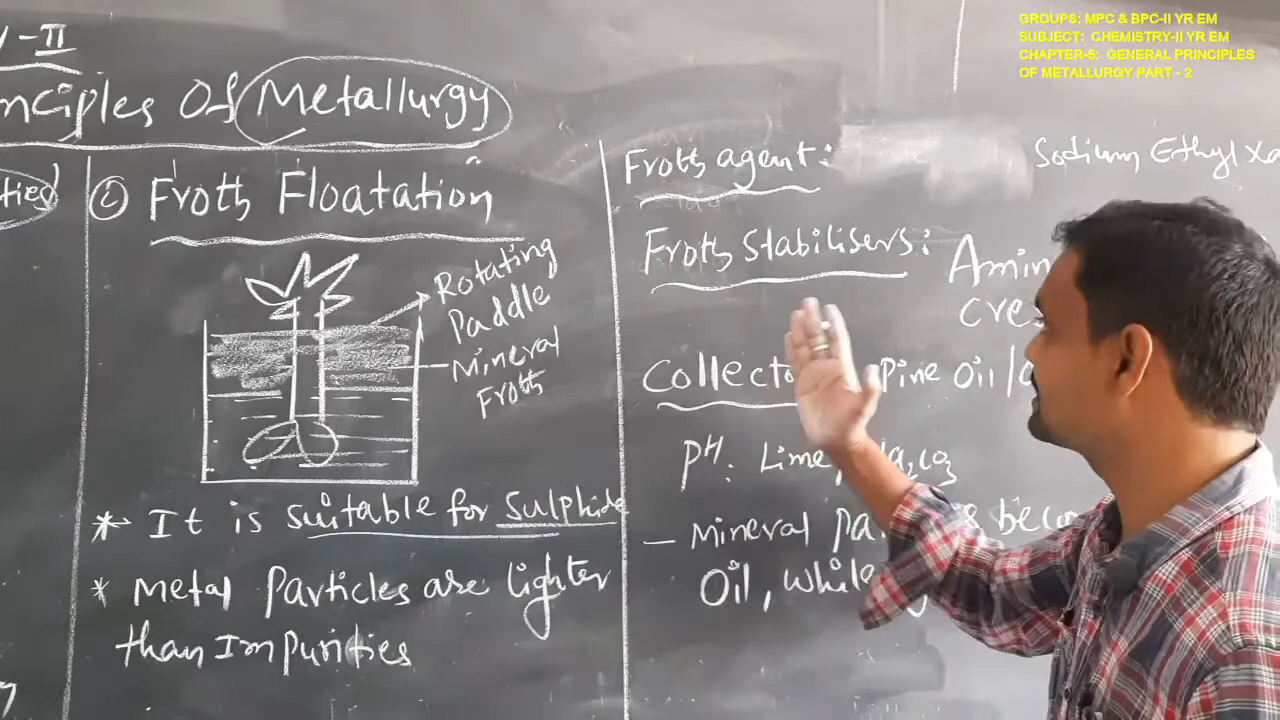 GROUPS: MPC & BPC-II YR EM
SUBJECT: CHEMISTRY-II YR EM
CHAPTER-5: GENERAL PRINCIPLES
OF METALLURGY PART - 2
-II
nciples Of Metallurgy
ties
② Froth Floatation
Rotating
Paddle
Mineral
Froth
* It is suitable for Sulphide
* Metal Particles are lighter
than Impurities
Froth agent:
Sodium Ethyl Xa
Froth Stabilisers: Amin
cre
Collecto Pine Oil /
PH: Lime, a2co3
- Mineral Pa s beco
Oil, while